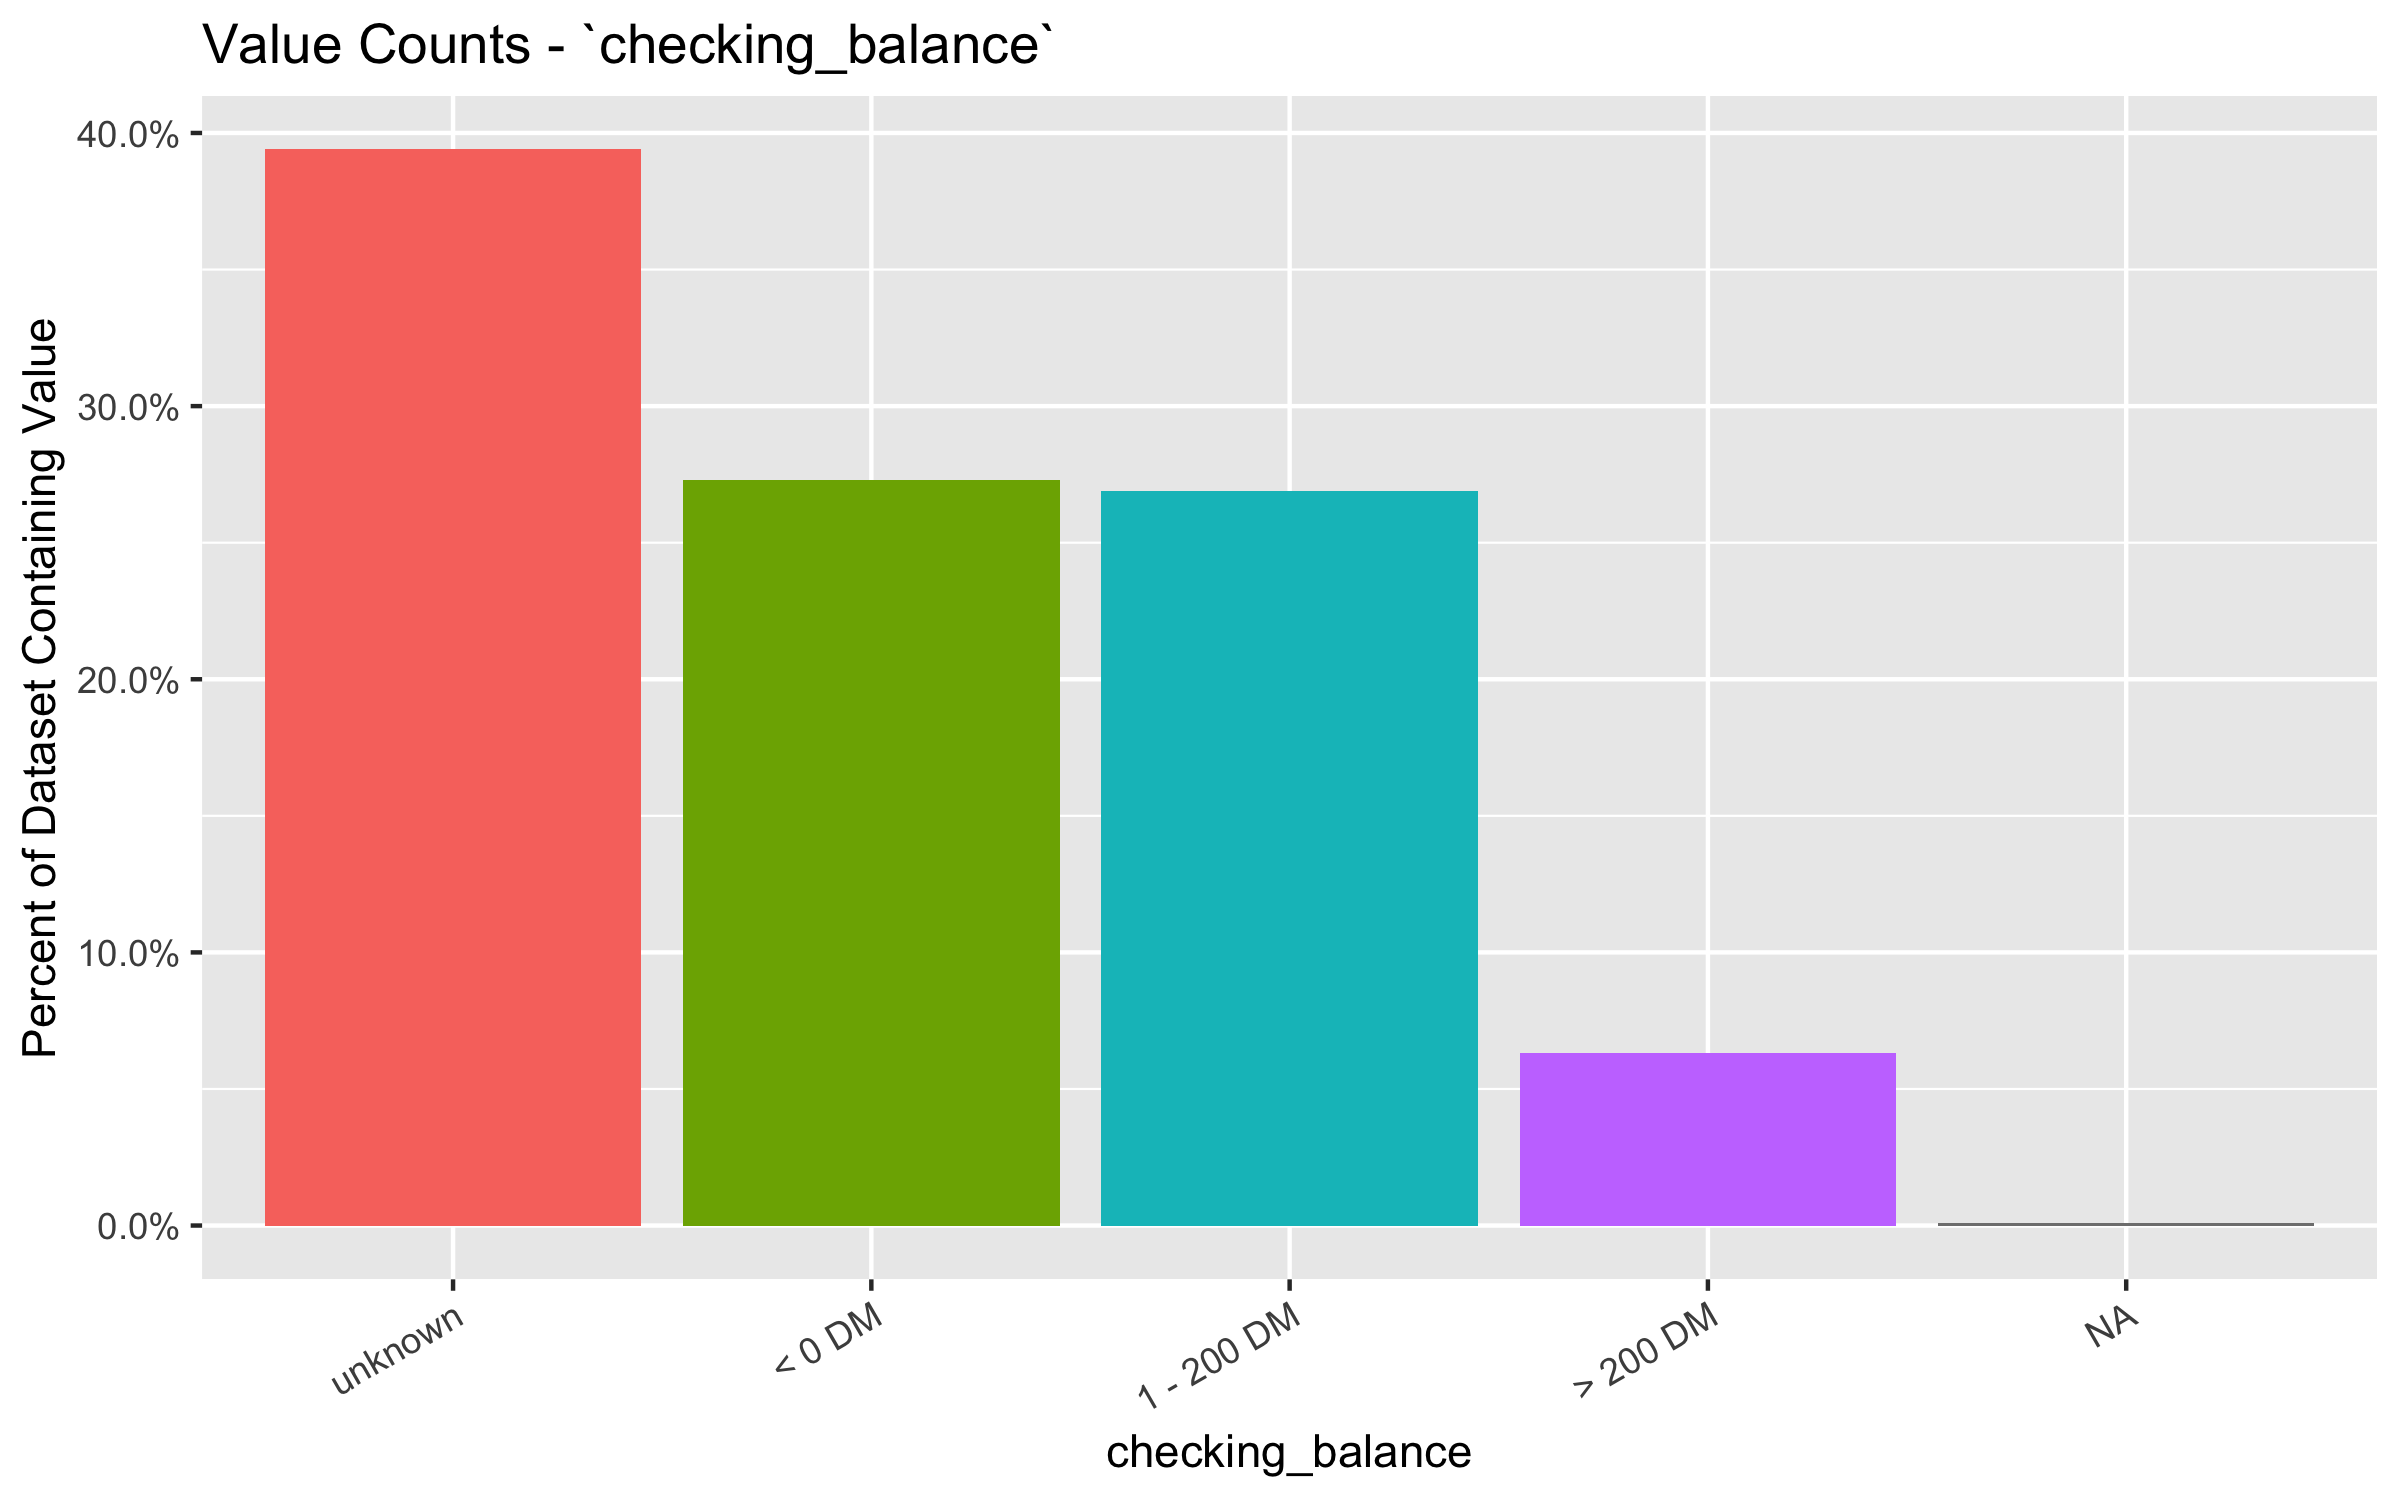 Value Counts - `checking_balance`
Percent of Dataset Containing Value
40.0%
30.0%
20.0%
10.0%
0.0%
unknown
< 0 DM
1 - 200 DM
> 200 DM
NA
checking_balance